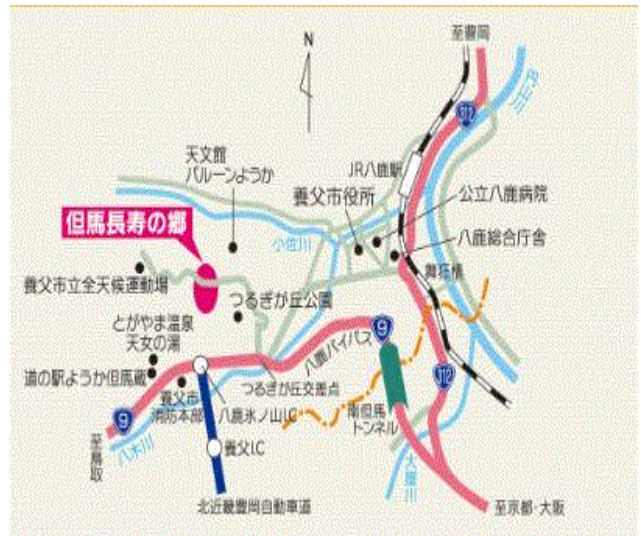 至豊岡
N
312
円山川
天文館
バルーンようか
JR八鹿駅
養父市役所
公立八鹿病院
但馬長寿の郷
小佐川
八鹿総合庁舎
舞狂橋
養父市立全天候運動場
つるぎが丘公園
とがやま温泉
天女の湯
9
八鹿バイパス
道の駅ようか但馬蔵
つるぎが丘交差点
312
養父市
消防本部
八鹿氷ノ山I.C
南但馬
トンネル
9
八木川
至鳥取
養父I.C
大屋川
北近畿豊岡自動車道
至京都・大阪